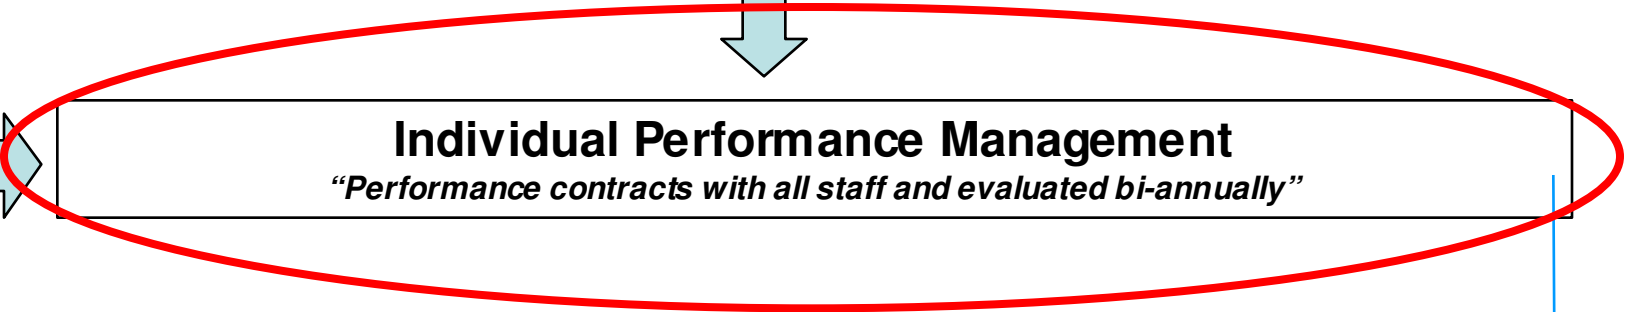 Individual Performance Management
“Performance contracts with all staff and evaluated bi-annually”